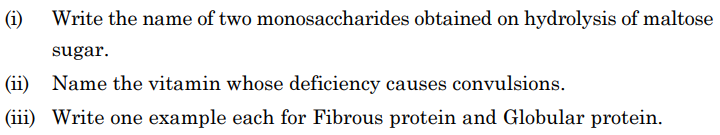 (i) Write the name of two monosaccharides obtained on hydrolysis of maltose
sugar.
(ii) Name the vitamin whose deficiency causes convulsions.
(iii) Write one example each for Fibrous protein and Globular protein.